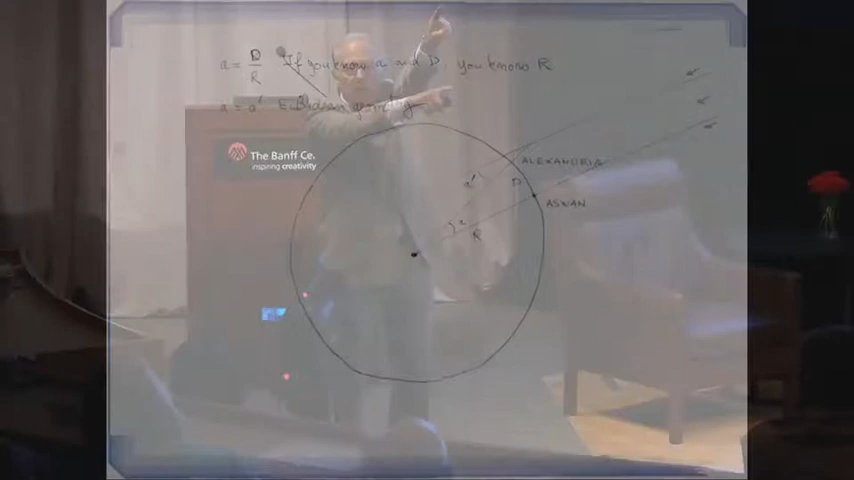 a = D/R If you know a and D you know R
a = a' Euclidean geometry
The Banff Ce.
inspiring creativity
ALEXANDRIA
a'
D
ASWAN
a
R